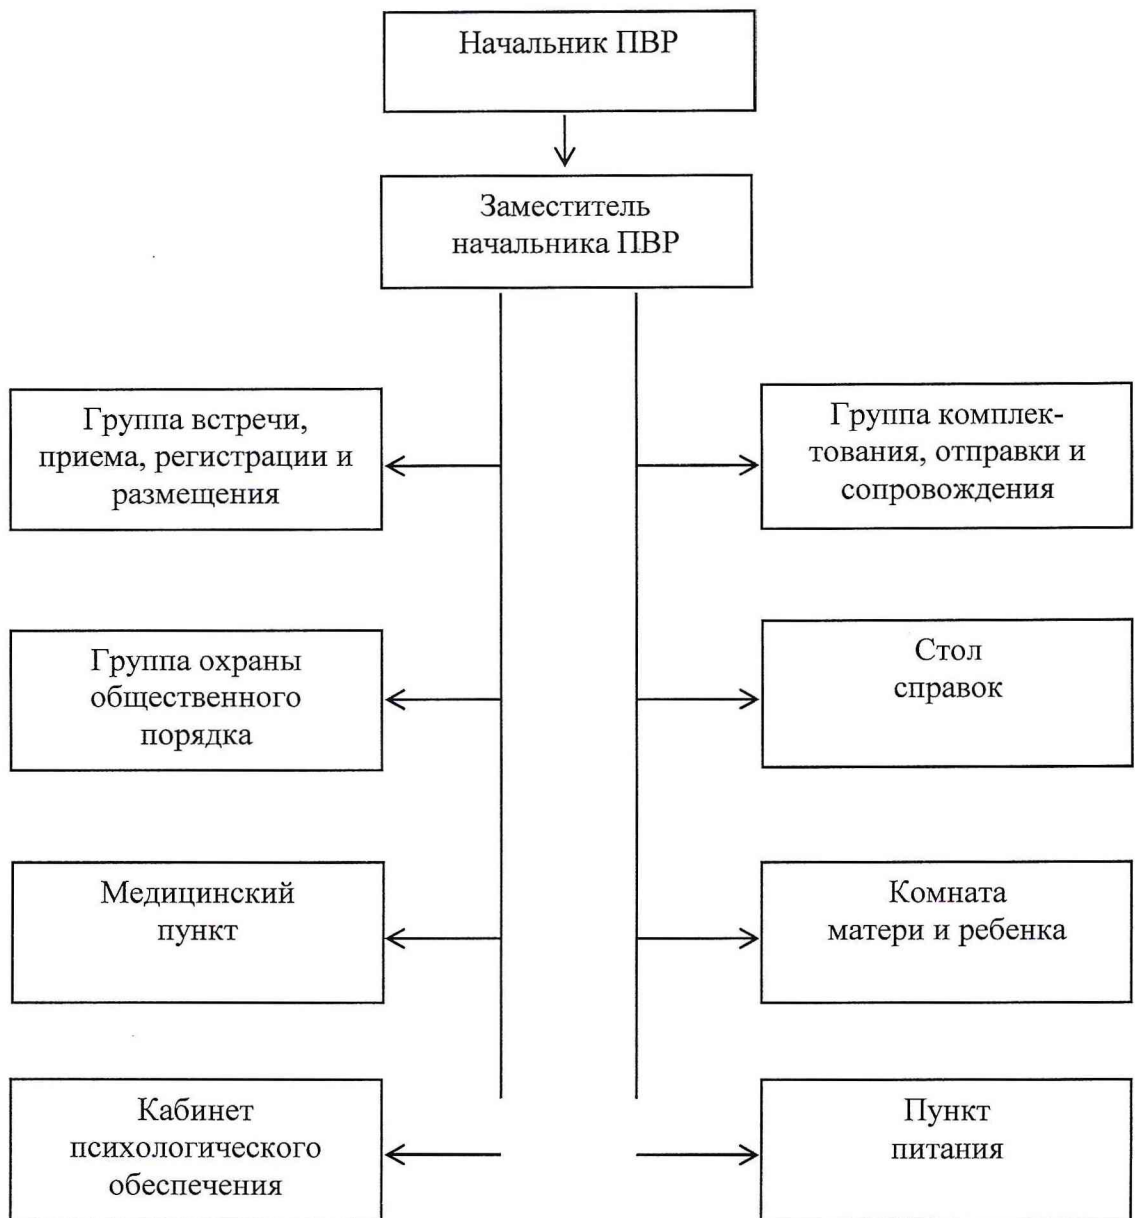 Начальник ПВР
Заместитель
начальника ПВР
Группа встречи,
приема, регистрации и
размещения
Группа комплек-
тования, отправки и
сопровождения
Группа охраны
общественного
порядка
Стол
справок
Медицинский
пункт
Комната
матери и ребенка
Кабинет
психологического
обеспечения
Пункт
питания